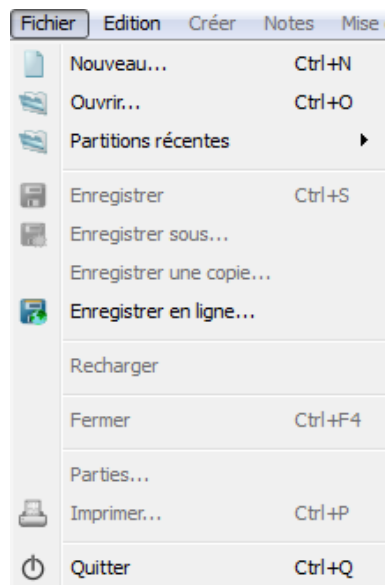 Fichier Edition Créer Notes Mise
Nouveau... Ctrl+N
Ouvrir... Ctrl+O
Partitions récentes
Enregistrer Ctrl+S
Enregistrer sous...
Enregistrer une copie...
Enregistrer en ligne...
Recharger
Fermer Ctrl+F4
Parties...
Imprimer... Ctrl+P
Quitter Ctrl+Q